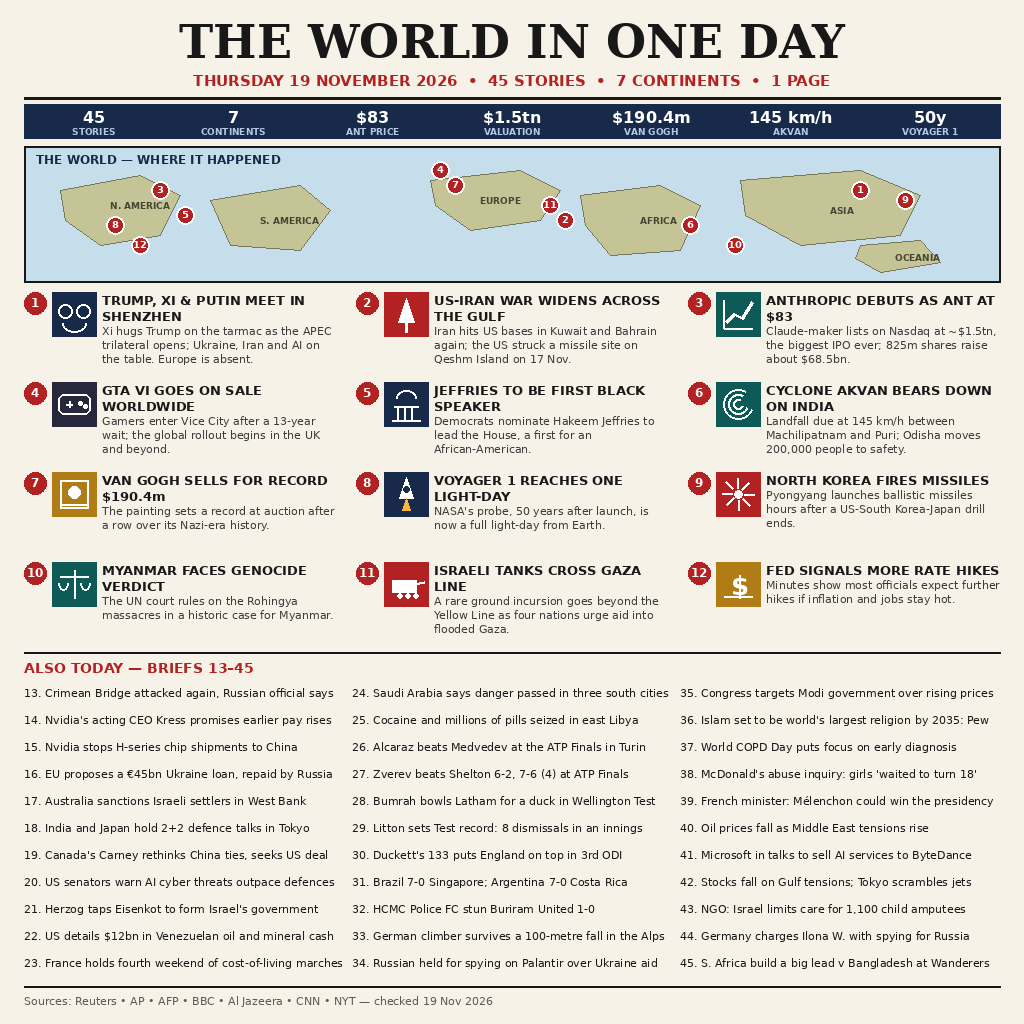 THE WORLD IN ONE DAY
THURSDAY 19 NOVEMBER 2026 • 45 STORIES • 7 CONTINENTS • 1 PAGE
45
STORIES
7
CONTINENTS
$83
ANT PRICE
$1.5tn
VALUATION
$190.4m
VAN GOGH
145 km/h
AKVAN
50y
VOYAGER 1
THE WORLD — WHERE IT HAPPENED
N. AMERICA
3
5
8
12
S. AMERICA
4
7
EUROPE
11
2
AFRICA
6
10
ASIA
1
9
OCEANIA
1
TRUMP, XI & PUTIN MEET IN
SHENZHEN
Xi hugs Trump on the tarmac as the APEC
trilateral opens; Ukraine, Iran and AI on
the table. Europe is absent.
2
US-IRAN WAR WIDENS ACROSS
THE GULF
Iran hits US bases in Kuwait and Bahrain
again; the US struck a missile site on
Qeshm Island on 17 Nov.
3
ANTHROPIC DEBUTS AS ANT AT
$83
Claude-maker lists on Nasdaq at ~$1.5tn,
the biggest IPO ever; 825m shares raise
about $68.5bn.
4
GTA VI GOES ON SALE
WORLDWIDE
Gamers enter Vice City after a 13-year
wait; the global rollout begins in the UK
and beyond.
5
JEFFRIES TO BE FIRST BLACK
SPEAKER
Democrats nominate Hakeem Jeffries to
lead the House, a first for an
African-American.
6
CYCLONE AKVAN BEARS DOWN
ON INDIA
Landfall due at 145 km/h between
Machilipatnam and Puri; Odisha moves
200,000 people to safety.
7
VAN GOGH SELLS FOR RECORD
$190.4m
The painting sets a record at auction after
a row over its Nazi-era history.
8
VOYAGER 1 REACHES ONE
LIGHT-DAY
NASA's probe, 50 years after launch, is
now a full light-day from Earth.
9
NORTH KOREA FIRES MISSILES
Pyongyang launches ballistic missiles
hours after a US-South Korea-Japan drill
ends.
10
MYANMAR FACES GENOCIDE
VERDICT
The UN court rules on the Rohingya
massacres in a historic case for Myanmar.
11
ISRAELI TANKS CROSS GAZA
LINE
A rare ground incursion goes beyond the
Yellow Line as four nations urge aid into
flooded Gaza.
12
$
FED SIGNALS MORE RATE HIKES
Minutes show most officials expect further
hikes if inflation and jobs stay hot.
ALSO TODAY — BRIEFS 13–45
13. Crimean Bridge attacked again, Russian official says
14. Nvidia's acting CEO Kress promises earlier pay rises
15. Nvidia stops H-series chip shipments to China
16. EU proposes a €45bn Ukraine loan, repaid by Russia
17. Australia sanctions Israeli settlers in West Bank
18. India and Japan hold 2+2 defence talks in Tokyo
19. Canada's Carney rethinks China ties, seeks US deal
20. US senators warn AI cyber threats outpace defences
21. Herzog taps Eisenkot to form Israel's government
22. US details $12bn in Venezuelan oil and mineral cash
23. France holds fourth weekend of cost-of-living marches
24. Saudi Arabia says danger passed in three south cities
25. Cocaine and millions of pills seized in east Libya
26. Alcaraz beats Medvedev at the ATP Finals in Turin
27. Zverev beats Shelton 6-2, 7-6 (4) at ATP Finals
28. Bumrah bowls Latham for a duck in Wellington Test
29. Litton sets Test record: 8 dismissals in an innings
30. Duckett's 133 puts England on top in 3rd ODI
31. Brazil 7-0 Singapore; Argentina 7-0 Costa Rica
32. HCMC Police FC stun Buriram United 1-0
33. German climber survives a 100-metre fall in the Alps
34. Russian held for spying on Palantir over Ukraine aid
35. Congress targets Modi government over rising prices
36. Islam set to be world's largest religion by 2035: Pew
37. World COPD Day puts focus on early diagnosis
38. McDonald's abuse inquiry: girls 'waited to turn 18'
39. French minister: Mélenchon could win the presidency
40. Oil prices fall as Middle East tensions rise
41. Microsoft in talks to sell AI services to ByteDance
42. Stocks fall on Gulf tensions; Tokyo scrambles jets
43. NGO: Israel limits care for 1,100 child amputees
44. Germany charges Ilona W. with spying for Russia
45. S. Africa build a big lead v Bangladesh at Wanderers
Sources: Reuters • AP • AFP • BBC • Al Jazeera • CNN • NYT — checked 19 Nov 2026